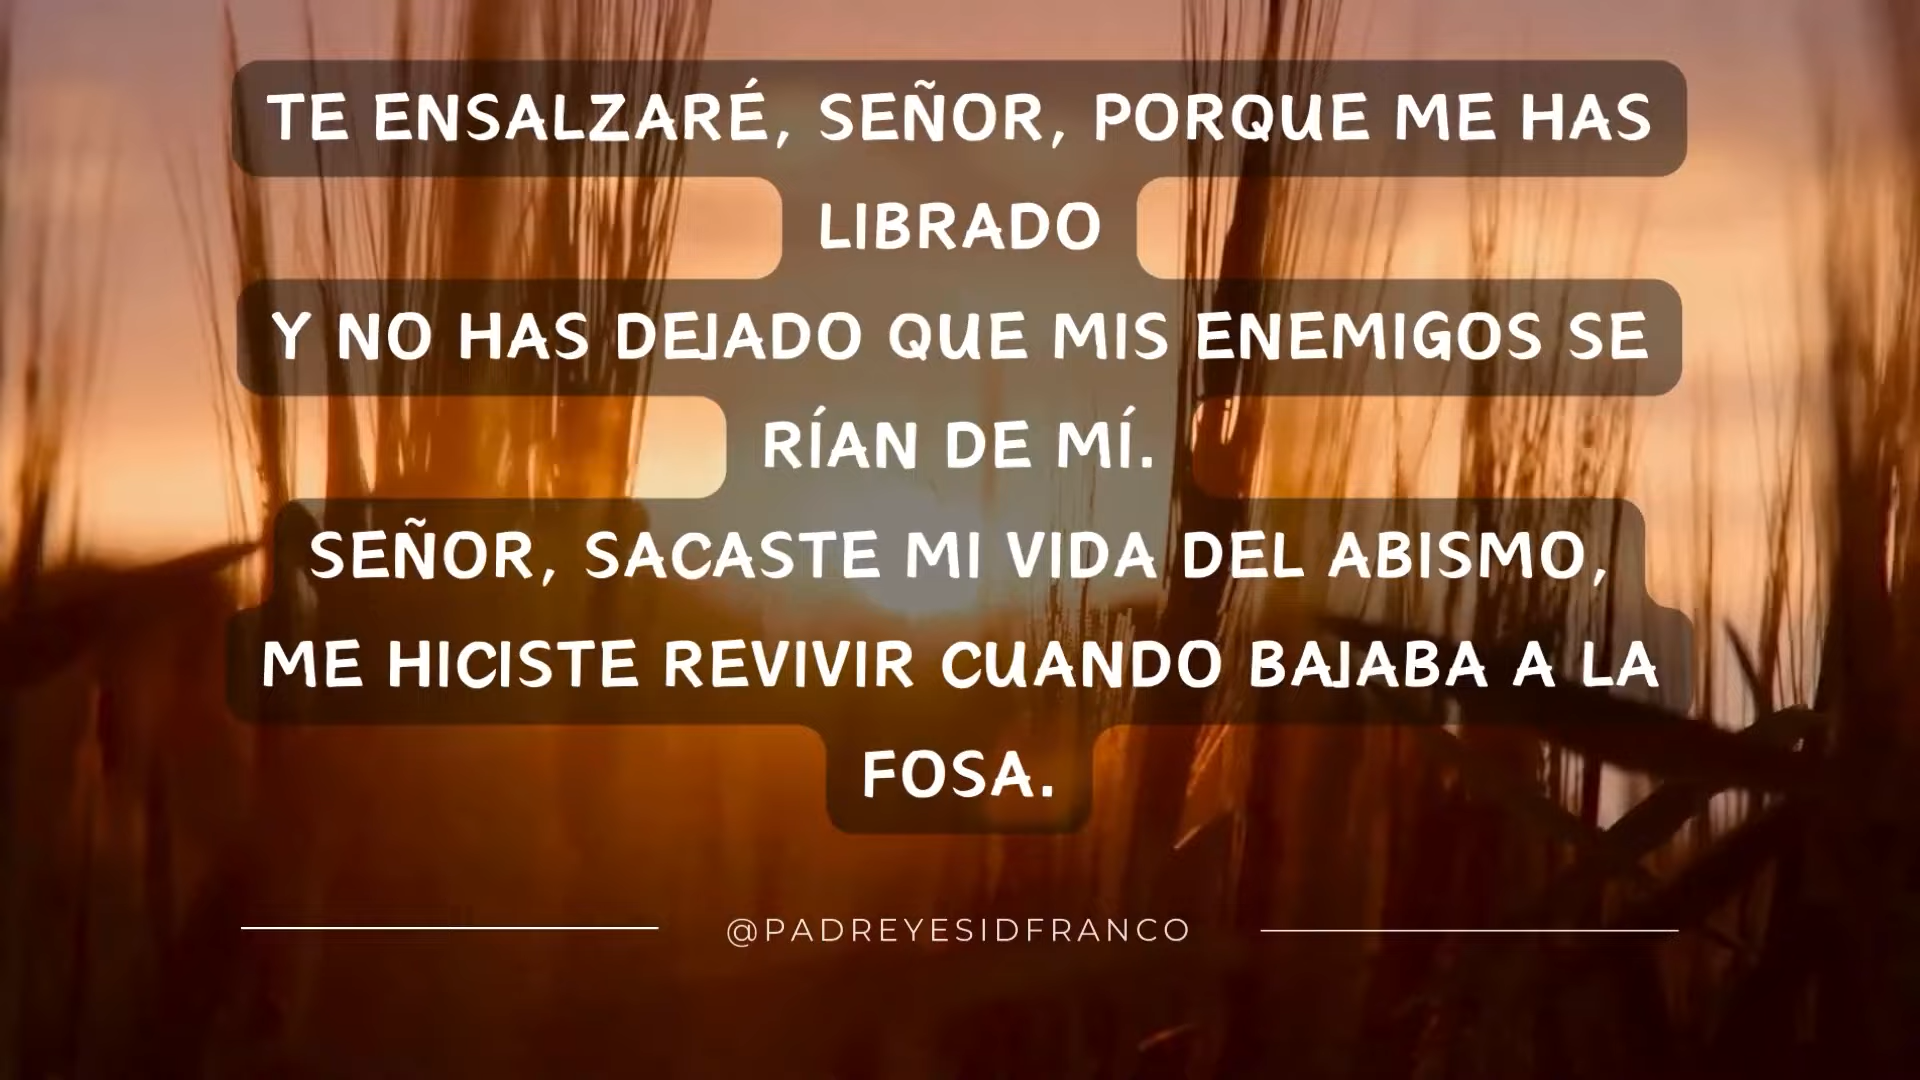 TE ENSALZARÉ, SEÑOR, PORQUE ME HAS
LIBRADO
Y NO HAS DEJADO QUE MIS ENEMIGOS SE
RÍAN DE MÍ.
SEÑOR, SACASTE MI VIDA DEL ABISMO,
ME HICISTE REVIVIR CUANDO BAJABA A LA
FOSA.
@PADREYESIDFRANCO